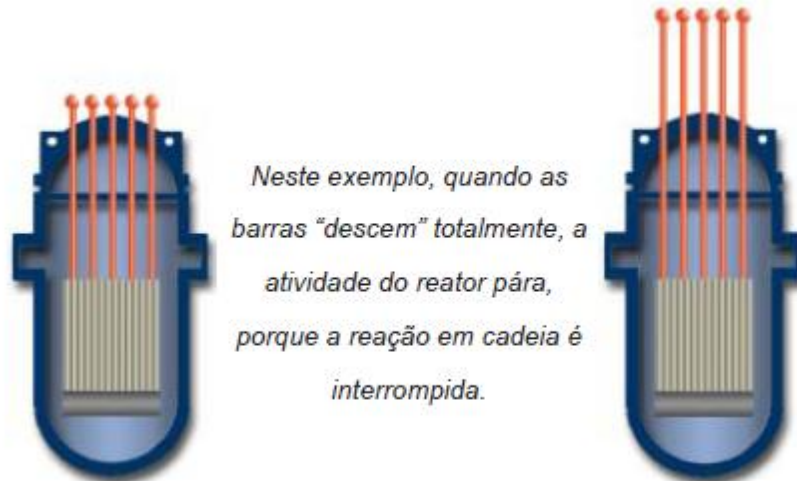 Neste exemplo, quando as
barras “descem” totalmente, a
atividade do reator pára,
porque a reação em cadeia é
interrompida.